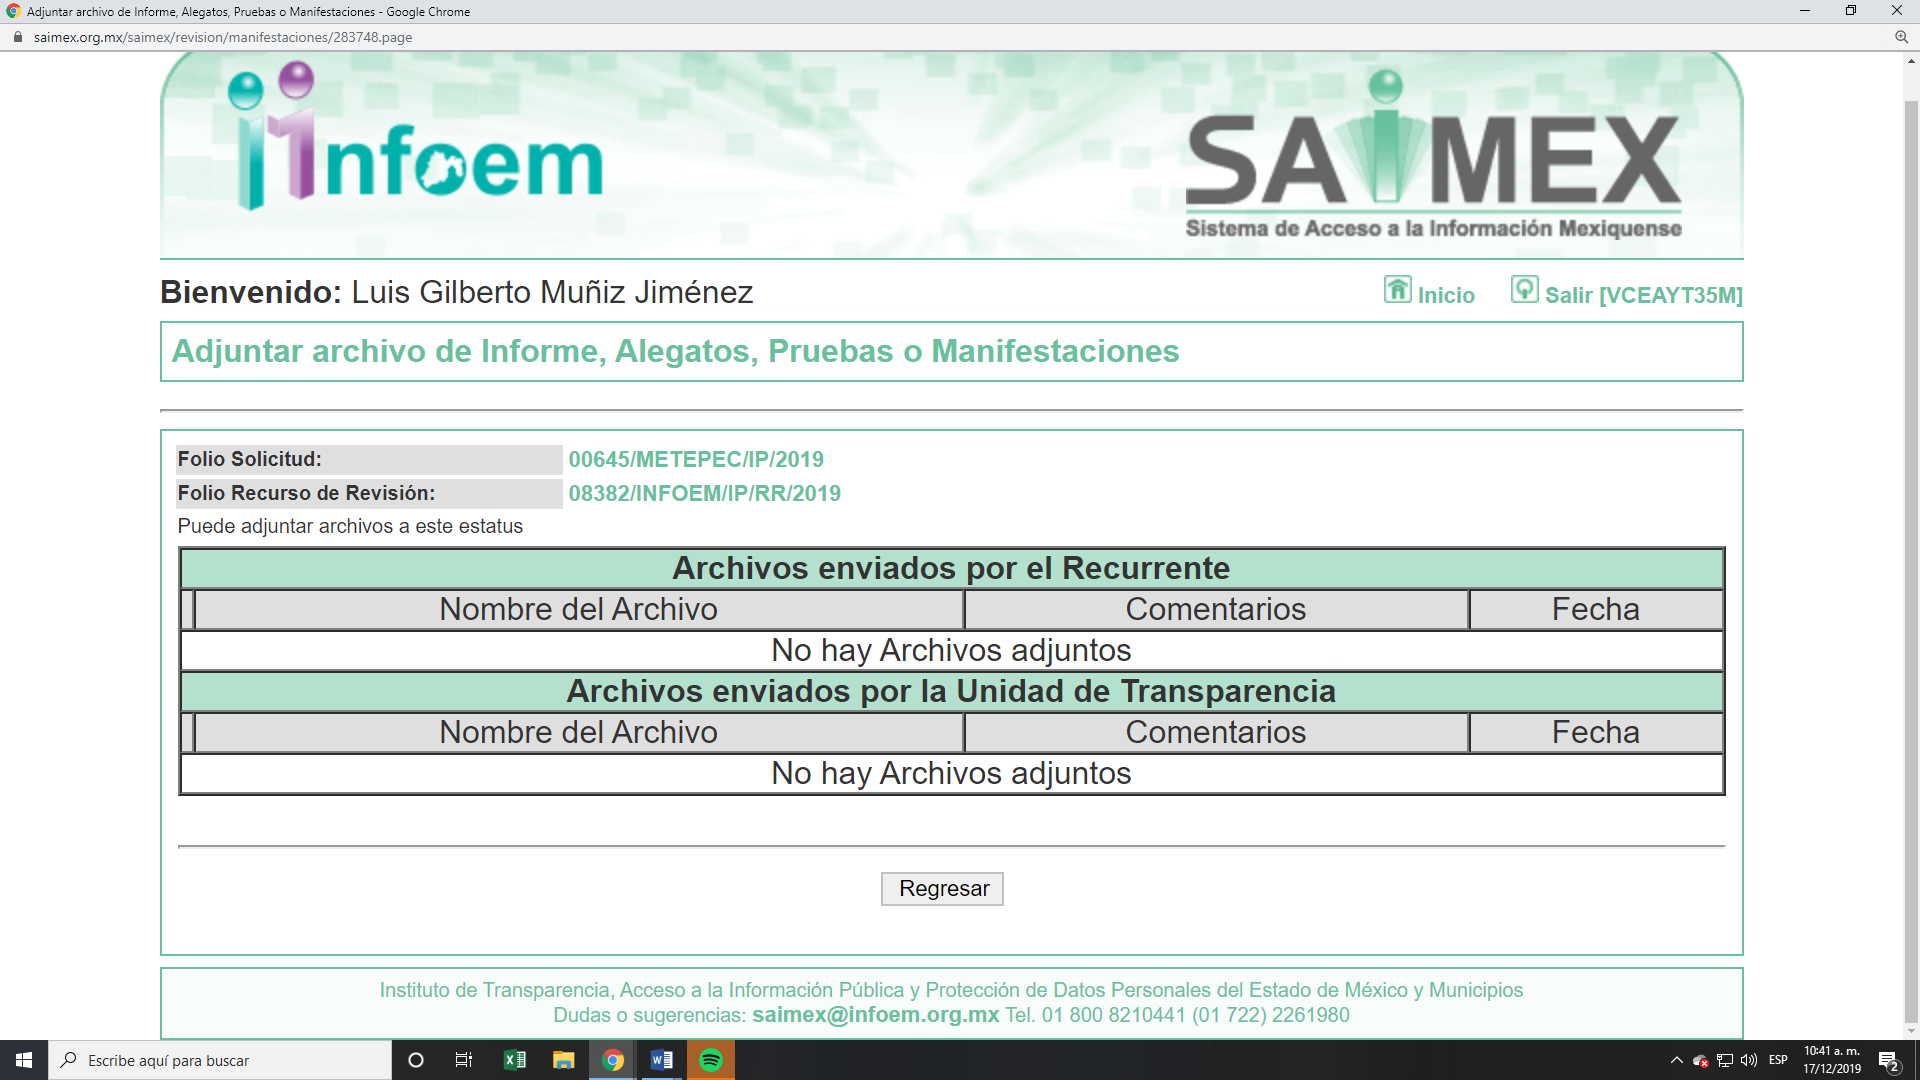 Adjuntar archivo de Informe, Alegatos, Pruebas o Manifestaciones - Google Chrome
saimex.org.mx/saimex/revision/manifestaciones/283748.page
infoem
SAIMEX
Sistema de Acceso a la Información Mexiquense
Bienvenido: Luis Gilberto Muñiz Jiménez
Inicio
Salir [VCEAYT35M]
Adjuntar archivo de Informe, Alegatos, Pruebas o Manifestaciones
Folio Solicitud: 00645/METEPEC/IP/2019
Folio Recurso de Revisión: 08382/INFOEM/IP/RR/2019
Puede adjuntar archivos a este estatus
Archivos enviados por el Recurrente
Nombre del Archivo Comentarios Fecha
No hay Archivos adjuntos
Archivos enviados por la Unidad de Transparencia
Nombre del Archivo Comentarios Fecha
No hay Archivos adjuntos
Regresar
Instituto de Transparencia, Acceso a la Información Pública y Protección de Datos Personales del Estado de México y Municipios
Dudas o sugerencias: saimex@infoem.org.mx Tel. 01 800 8210441 (01 722) 2261980
Escribe aquí para buscar
ESP
10:41 a. m.
17/12/2019
2